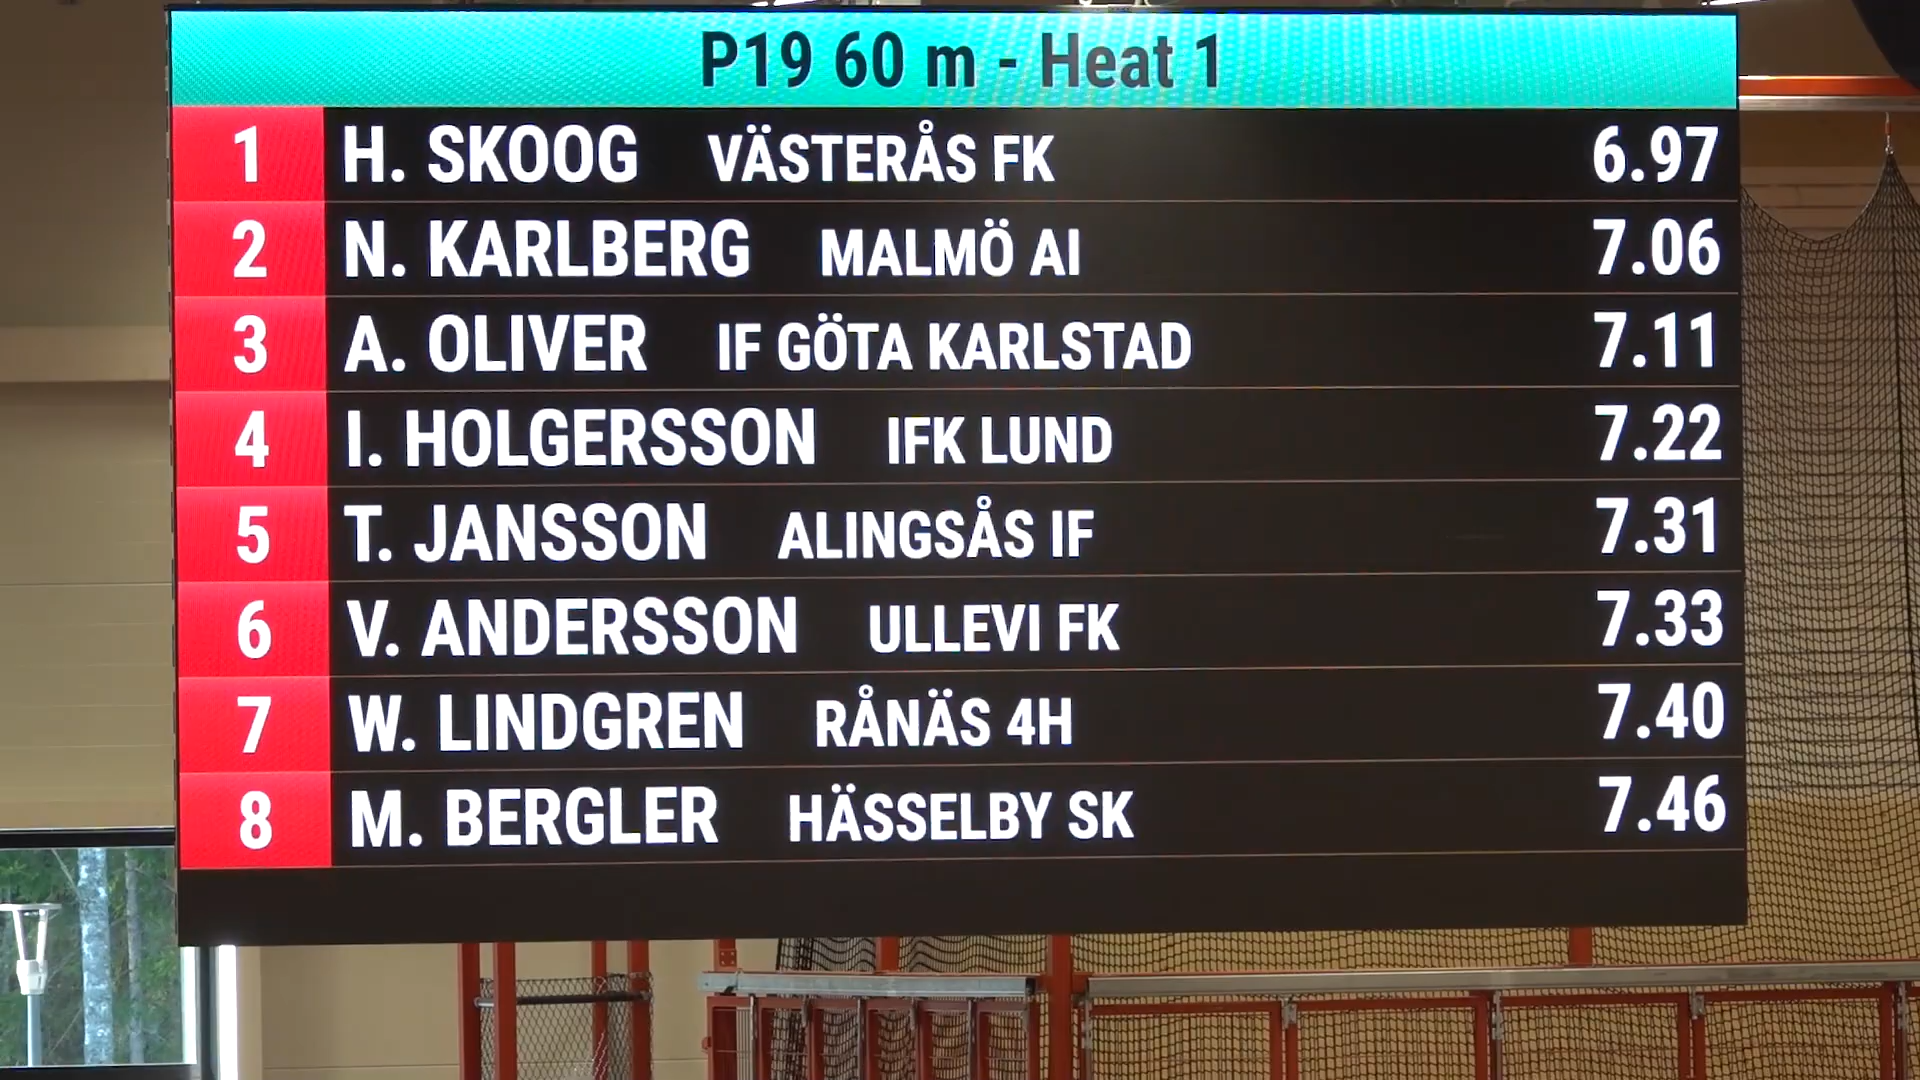 P19 60 m - Heat 1
1 H. SKOOG VÄSTERÅS FK 6.97
2 N. KARLBERG MALMÖ AI 7.06
3 A. OLIVER IF GÖTA KARLSTAD 7.11
4 I. HOLGERSSON IFK LUND 7.22
5 T. JANSSON ALINGSÅS IF 7.31
6 V. ANDERSSON ULLEVI FK 7.33
7 W. LINDGREN RÅNÄS 4H 7.40
8 M. BERGLER HÄSSELBY SK 7.46